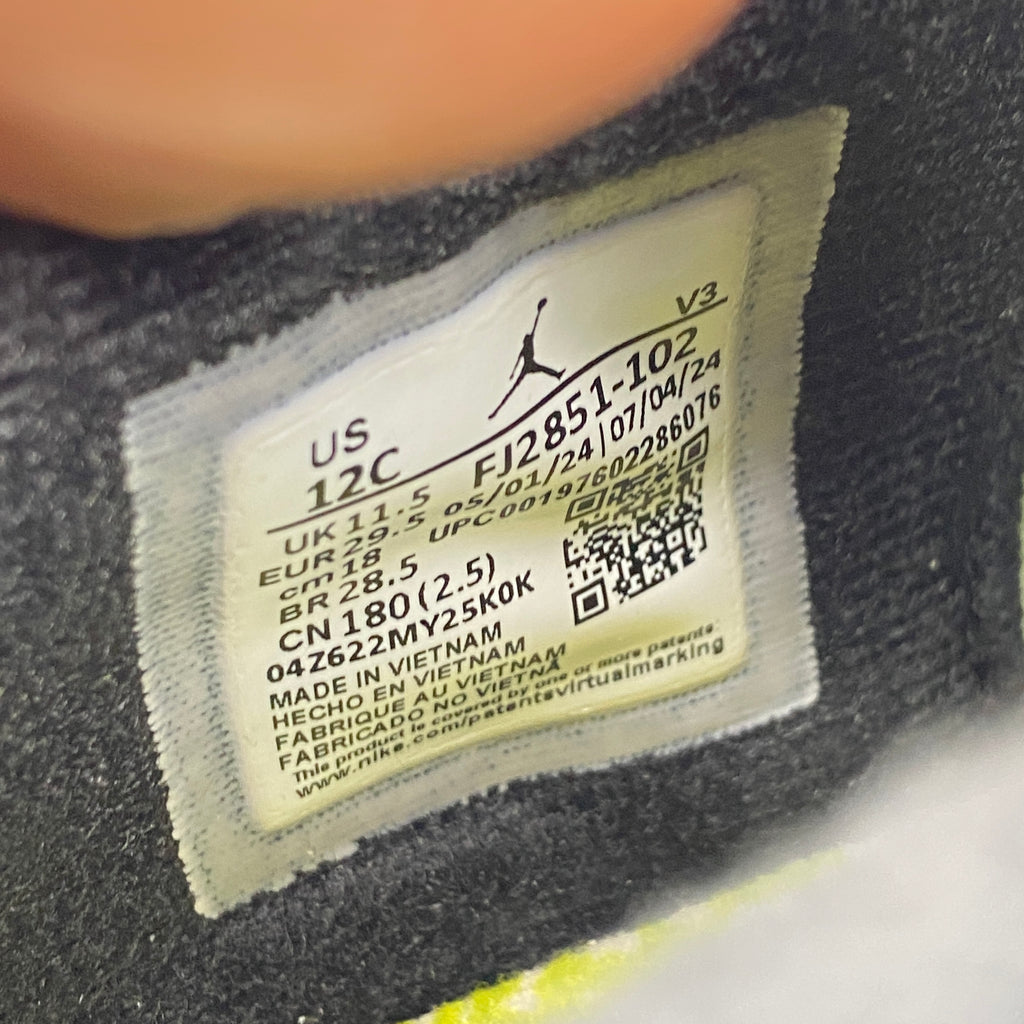 V3
US
12C
FJ2851-102
UK 11.5 05/01/24|07/04/24
EUR 29.5 UPC00197602286076
cm 18
BR 28.5
CN 180 (2.5)
04Z622MY25K0K
MADE IN VIETNAM
HECHO EN VIETNAM
FABRIQUE AU VIETNAM
FABRICADO NO VIETNÃ
This product is covered by one or more patents:
www.nike.com/patentsvirtualmarking